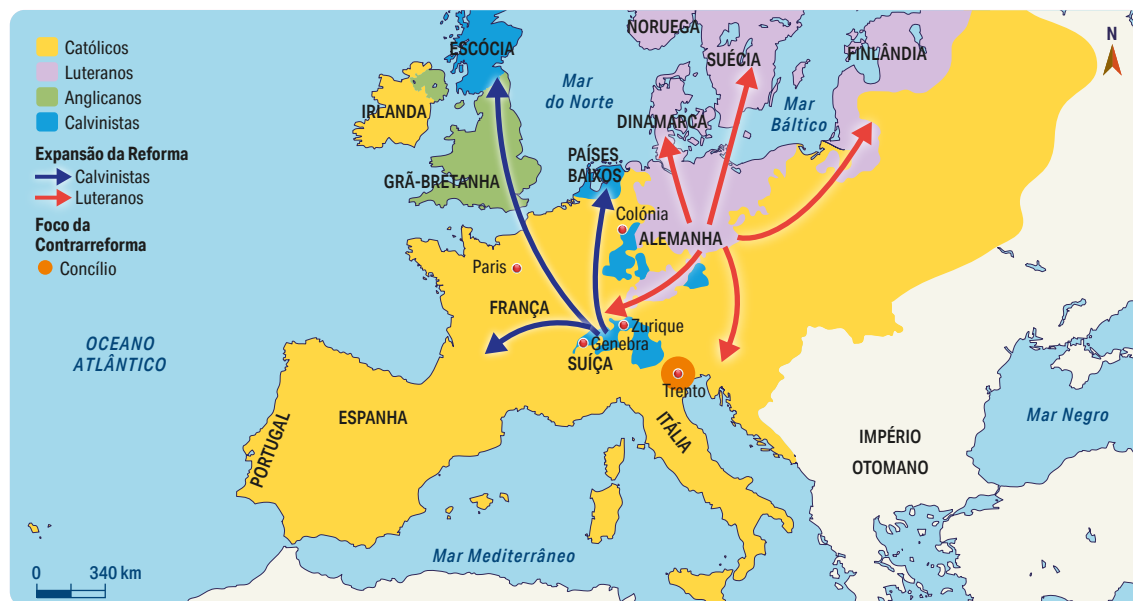 Católicos
Luteranos
Anglicanos
Calvinistas
Expansão da Reforma
Calvinistas
Luteranos
Foco da
Contrarreforma
Concílio
NORUEGA
ESCÓCIA
SUÉCIA
FINLÂNDIA
N
Mar
do Norte
Mar
Báltico
IRLANDA
DINAMARCA
PAÍSES
BAIXOS
GRÃ-BRETANHA
Colónia
ALEMANHA
Paris
FRANÇA
Zurique
Genebra
SUÍÇA
OCEANO
ATLÂNTICO
Trento
ITÁLIA
ESPANHA
PORTUGAL
Mar Negro
IMPÉRIO
OTOMANO
Mar Mediterrâneo
0 340 km